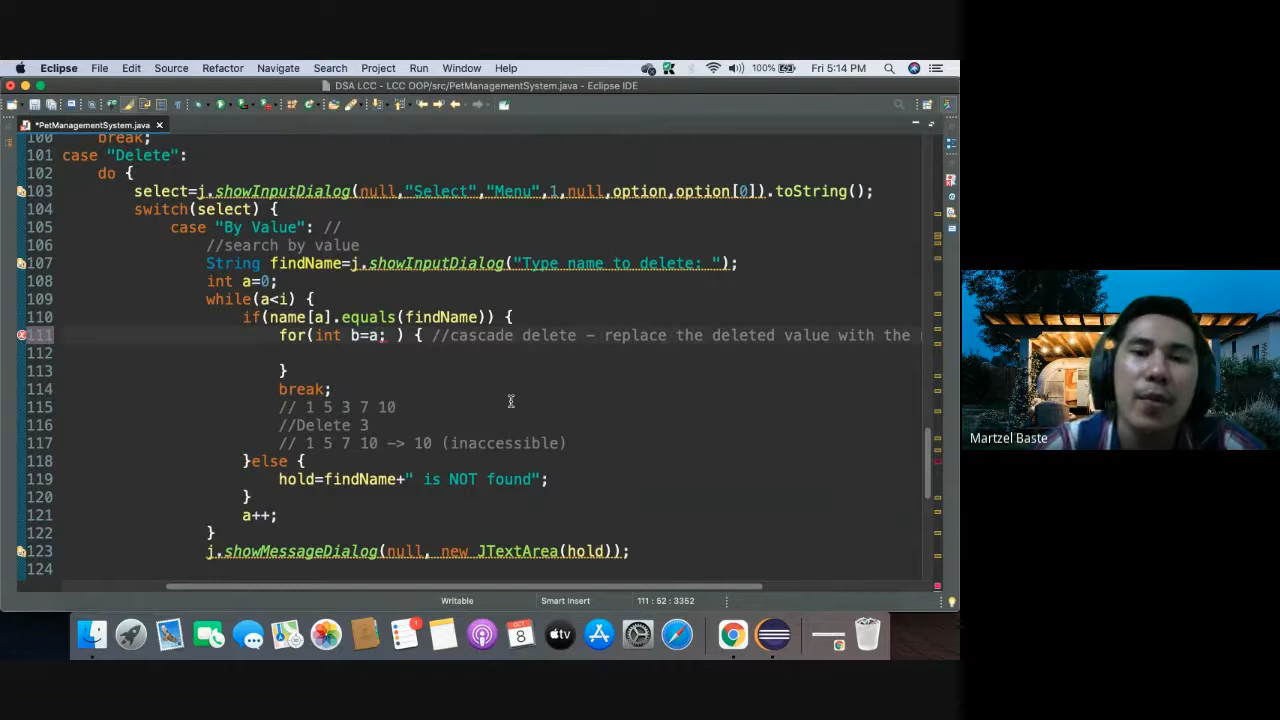 Eclipse File Edit Source Refactor Navigate Search Project Run Window Help 100% Fri 5:14 PM
DSA LCC - LCC OOP/src/PetManagementSystem.java - Eclipse IDE
*PetManagementSystem.java
100 break;
101 case "Delete":
102 do {
103 select=j.showInputDialog(null,"Select","Menu",1,null,option,option[0]).toString();
104 switch(select) {
105 case "By Value": //
106 //search by value
107 String findName=j.showInputDialog("Type name to delete: ");
108 int a=0;
109 while(a<i) {
110 if(name[a].equals(findName)) {
111 for(int b=a; ) { //cascade delete - replace the deleted value with the
112
113 }
114 break;
115 // 1 5 3 7 10
116 //Delete 3
117 // 1 5 7 10 -> 10 (inaccessible)
118 }else {
119 hold=findName+" is NOT found";
120 }
121 a++;
122 }
123 j.showMessageDialog(null, new JTextArea(hold));
124
Writable Smart Insert 111 : 52 : 3352
Martzel Baste
OCT
8
1
tv